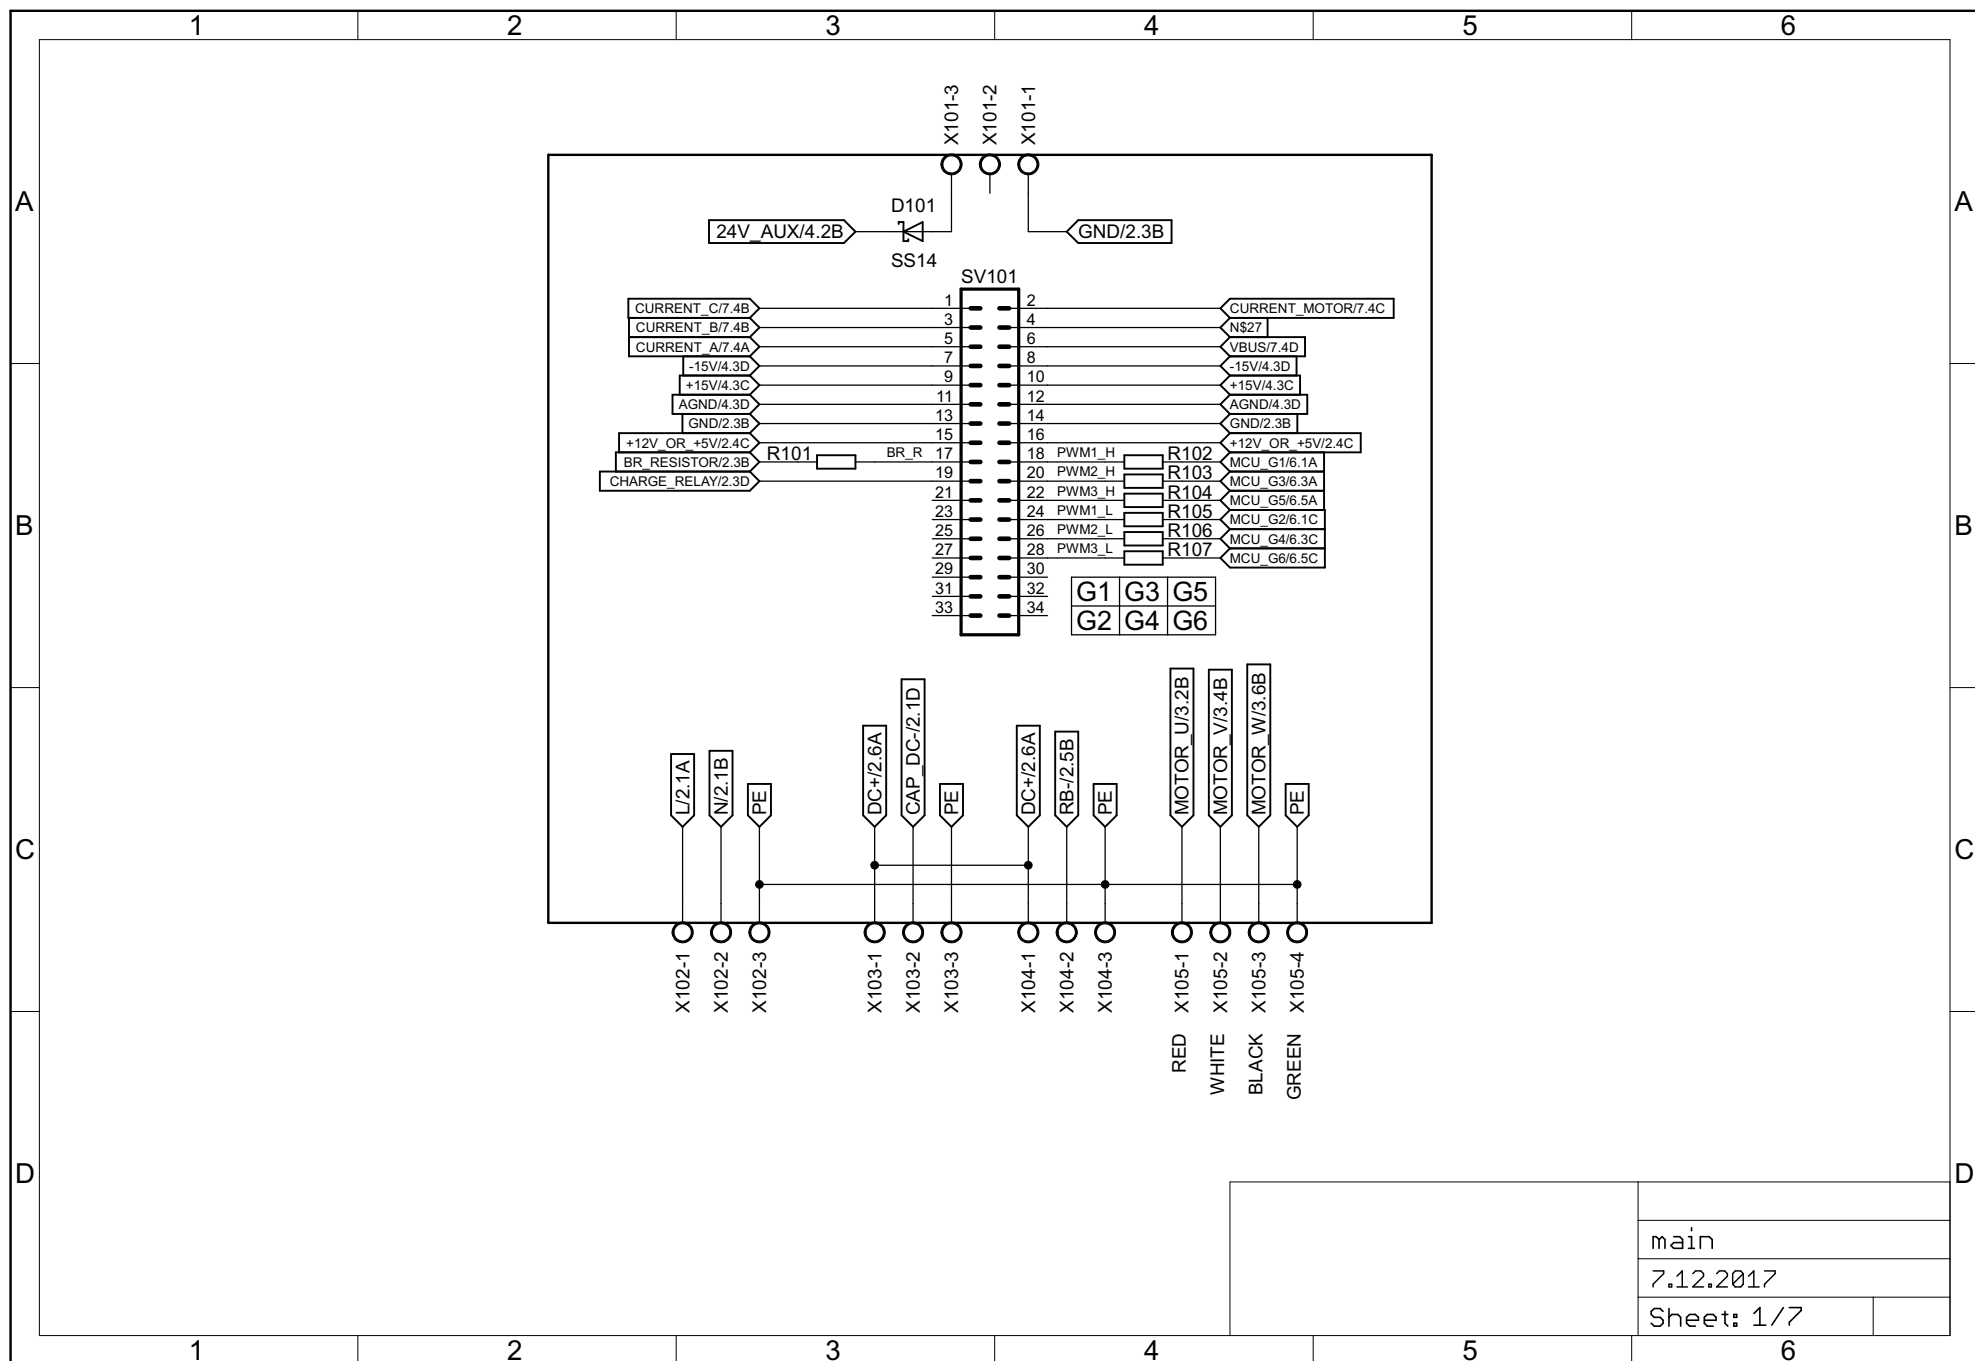 1 2 3 4 5 6
X101-3 X101-2 X101-1
A A
D101
24V_AUX/4.2B GND/2.3B
SS14
SV101
CURRENT_C/7.4B 1 2 CURRENT_MOTOR/7.4C
CURRENT_B/7.4B 3 4 N$27
CURRENT_A/7.4A 5 6 VBUS/7.4D
-15V/4.3D 7 8 -15V/4.3D
+15V/4.3C 9 10 +15V/4.3C
AGND/4.3D 11 12 AGND/4.3D
GND/2.3B 13 14 GND/2.3B
+12V_OR_+5V/2.4C 15 16 +12V_OR_+5V/2.4C
BR_RESISTOR/2.3B R101 BR_R 17 18 PWM1_H R102 MCU_G1/6.1A
CHARGE_RELAY/2.3D 19 20 PWM2_H R103 MCU_G3/6.3A
21 22 PWM3_H R104 MCU_G5/6.5A
23 24 PWM1_L R105 MCU_G2/6.1C
B B
25 26 PWM2_L R106 MCU_G4/6.3C
27 28 PWM3_L R107 MCU_G6/6.5C
29 30
31 32
33 34
G1 G3 G5
G2 G4 G6
L/2.1A N/2.1B PE DC+/2.6A CAP_DC-/2.1D PE DC+/2.6A RB-/2.5B PE MOTOR_U/3.2B MOTOR_V/3.4B MOTOR_W/3.6B PE
C C
X102-1 X102-2 X102-3 X103-1 X103-2 X103-3 X104-1 X104-2 X104-3 X105-1 X105-2 X105-3 X105-4
RED WHITE BLACK GREEN
D D
main
7.12.2017
Sheet: 1/7
1 2 3 4 5 6